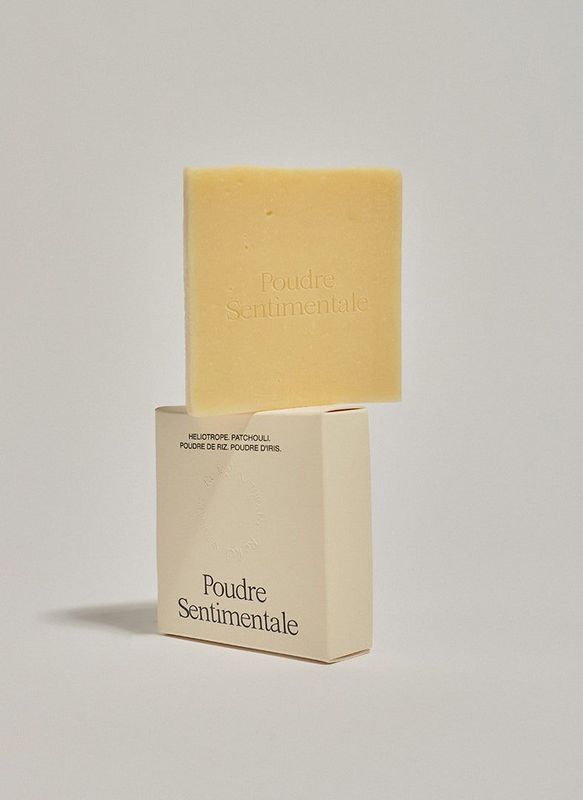 Poudre
Sentimentale
HELIOTROPE. PATCHOULI.
POUDRE DE RIZ. POUDRE D'IRIS.
Poudre
Sentimentale